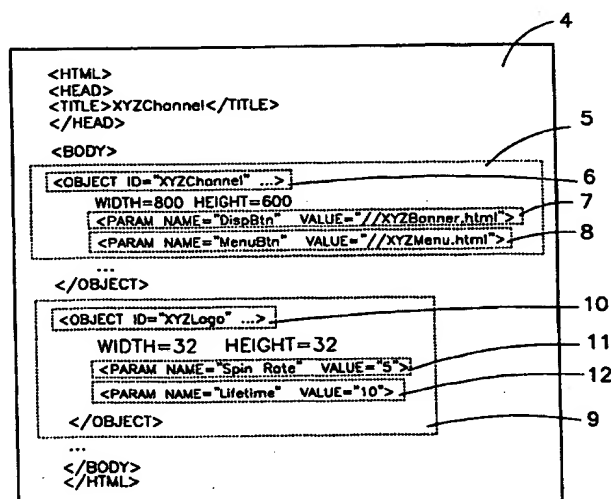 4
<HTML>
<HEAD>
<TITLE>XYZChannel</TITLE>
</HEAD>
<BODY>
5
<OBJECT ID="XYZChannel" ...>
6
WIDTH=800 HEIGHT=600
7
<PARAM NAME="DispBtn" VALUE="//XYZBanner.html">
<PARAM NAME="MenuBtn" VALUE="//XYZMenu.html">
8
...
</OBJECT>
<OBJECT ID="XYZLogo" ...>
10
WIDTH=32 HEIGHT=32
11
<PARAM NAME="Spin Rate" VALUE="5">
<PARAM NAME="Lifetime" VALUE="10">
12
</OBJECT>
9
...
</BODY>
</HTML>